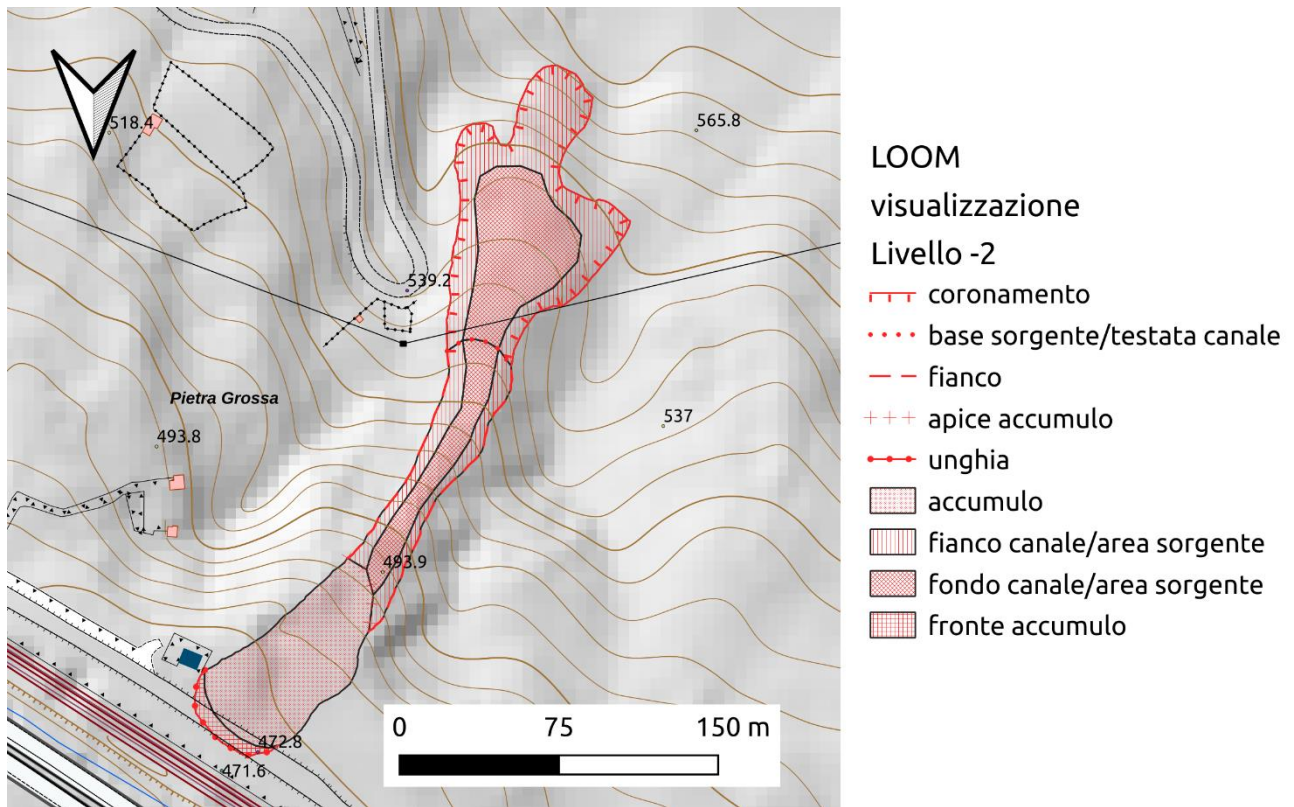 518.4
565.8
539.2
Pietra Grossa
493.8
537
493.9
472.8
471.6
0 75 150 m
LOOM
visualizzazione
Livello -2
coronamento
base sorgente/testata canale
fianco
apice accumulo
unghia
accumulo
fianco canale/area sorgente
fondo canale/area sorgente
fronte accumulo